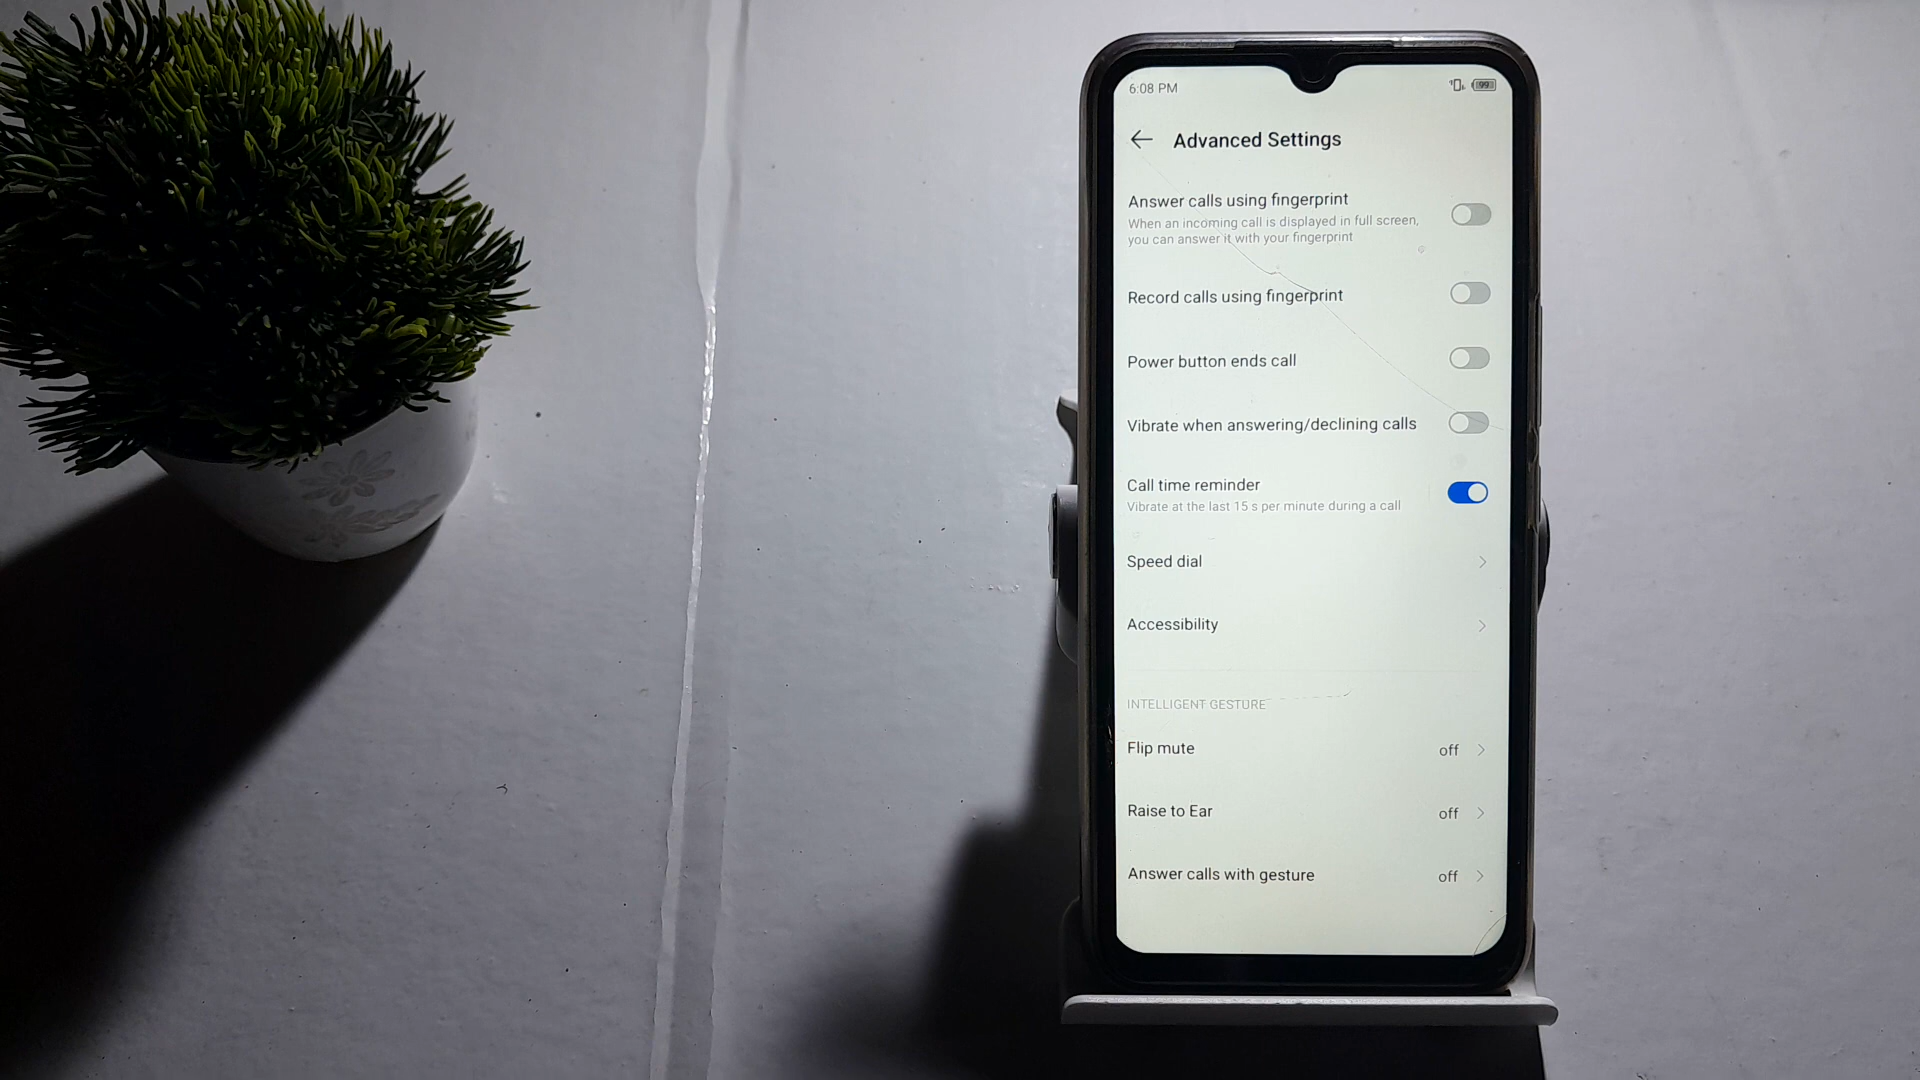 6:08 PM
99
Advanced Settings
Answer calls using fingerprint
When an incoming call is displayed in full screen,
you can answer it with your fingerprint
Record calls using fingerprint
Power button ends call
Vibrate when answering/declining calls
Call time reminder
Vibrate at the last 15 s per minute during a call
Speed dial
Accessibility
INTELLIGENT GESTURE
Flip mute off
Raise to Ear off
Answer calls with gesture off